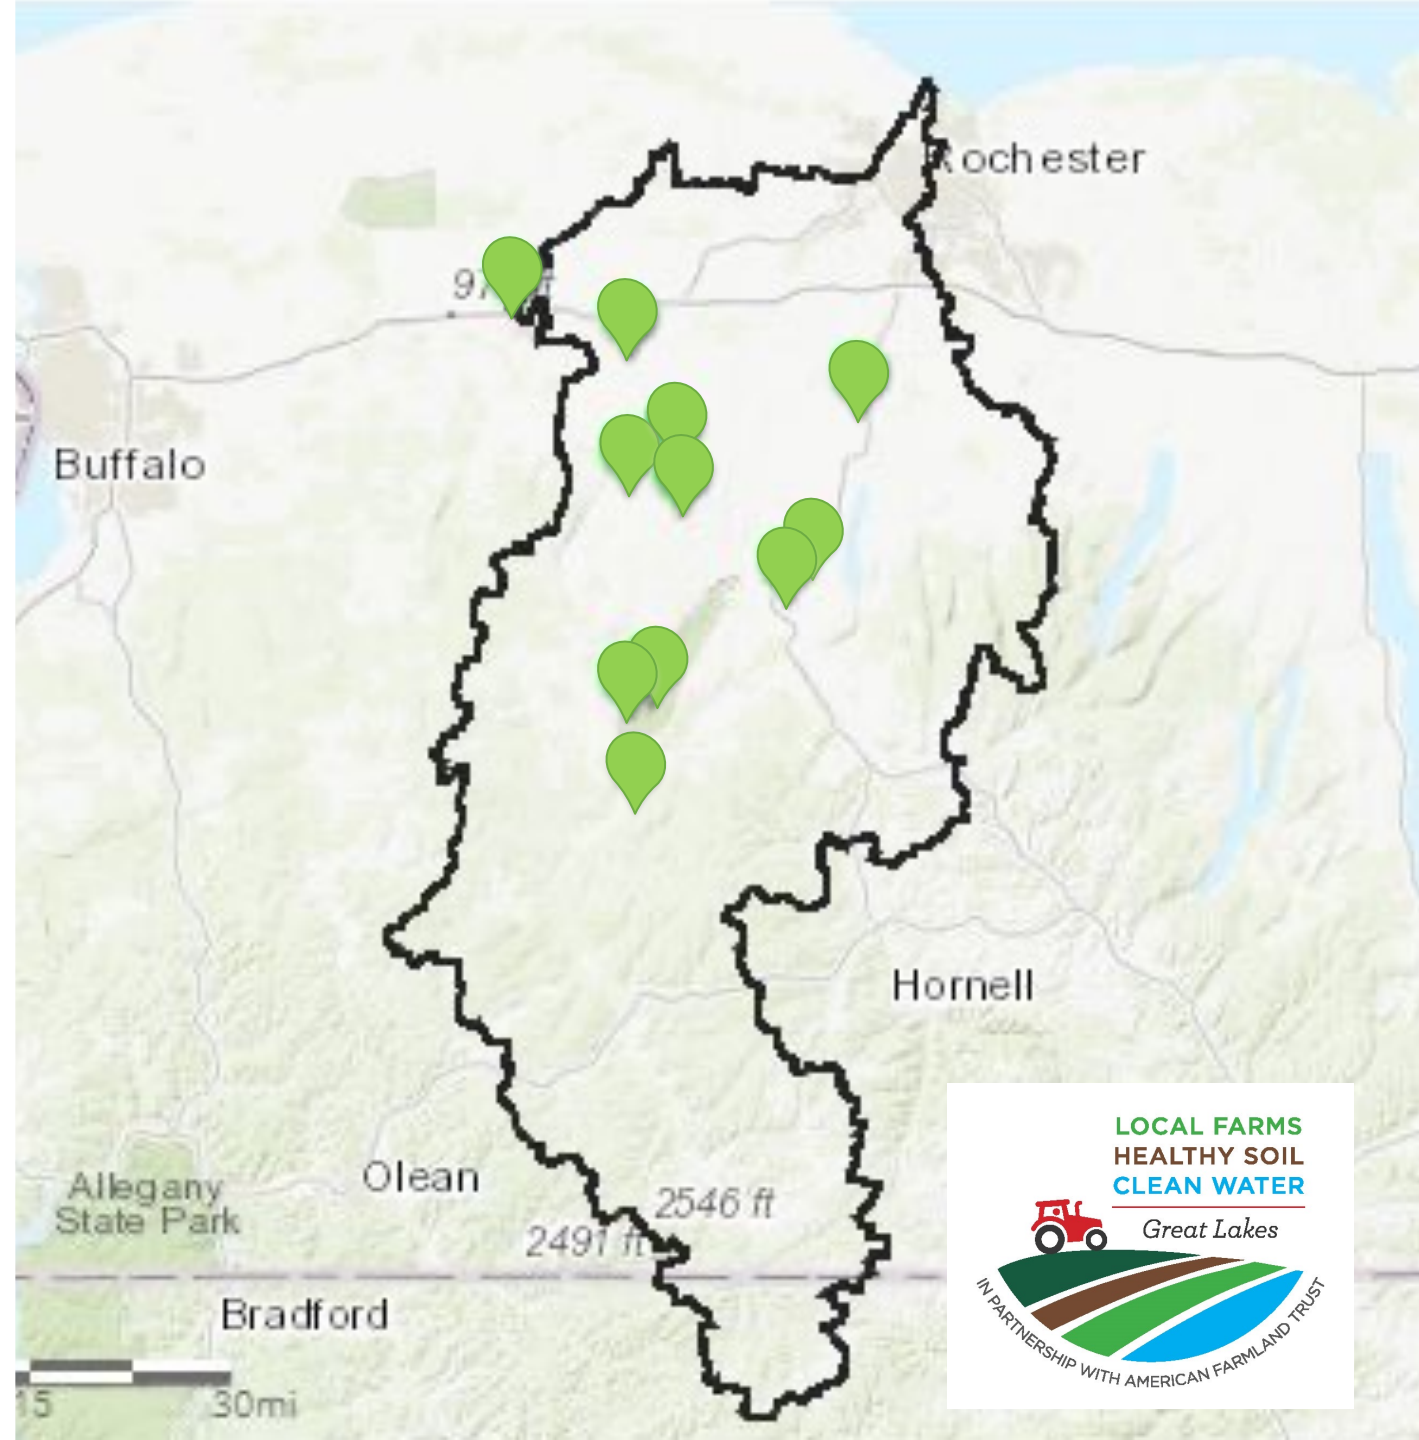 Rochester
Buffalo
Hornell
Olean
Allegany
State Park
2546 ft
2491 ft
Bradford
15
30mi
LOCAL FARMS
HEALTHY SOIL
CLEAN WATER
Great Lakes
IN PARTNERSHIP WITH AMERICAN FARMLAND TRUST